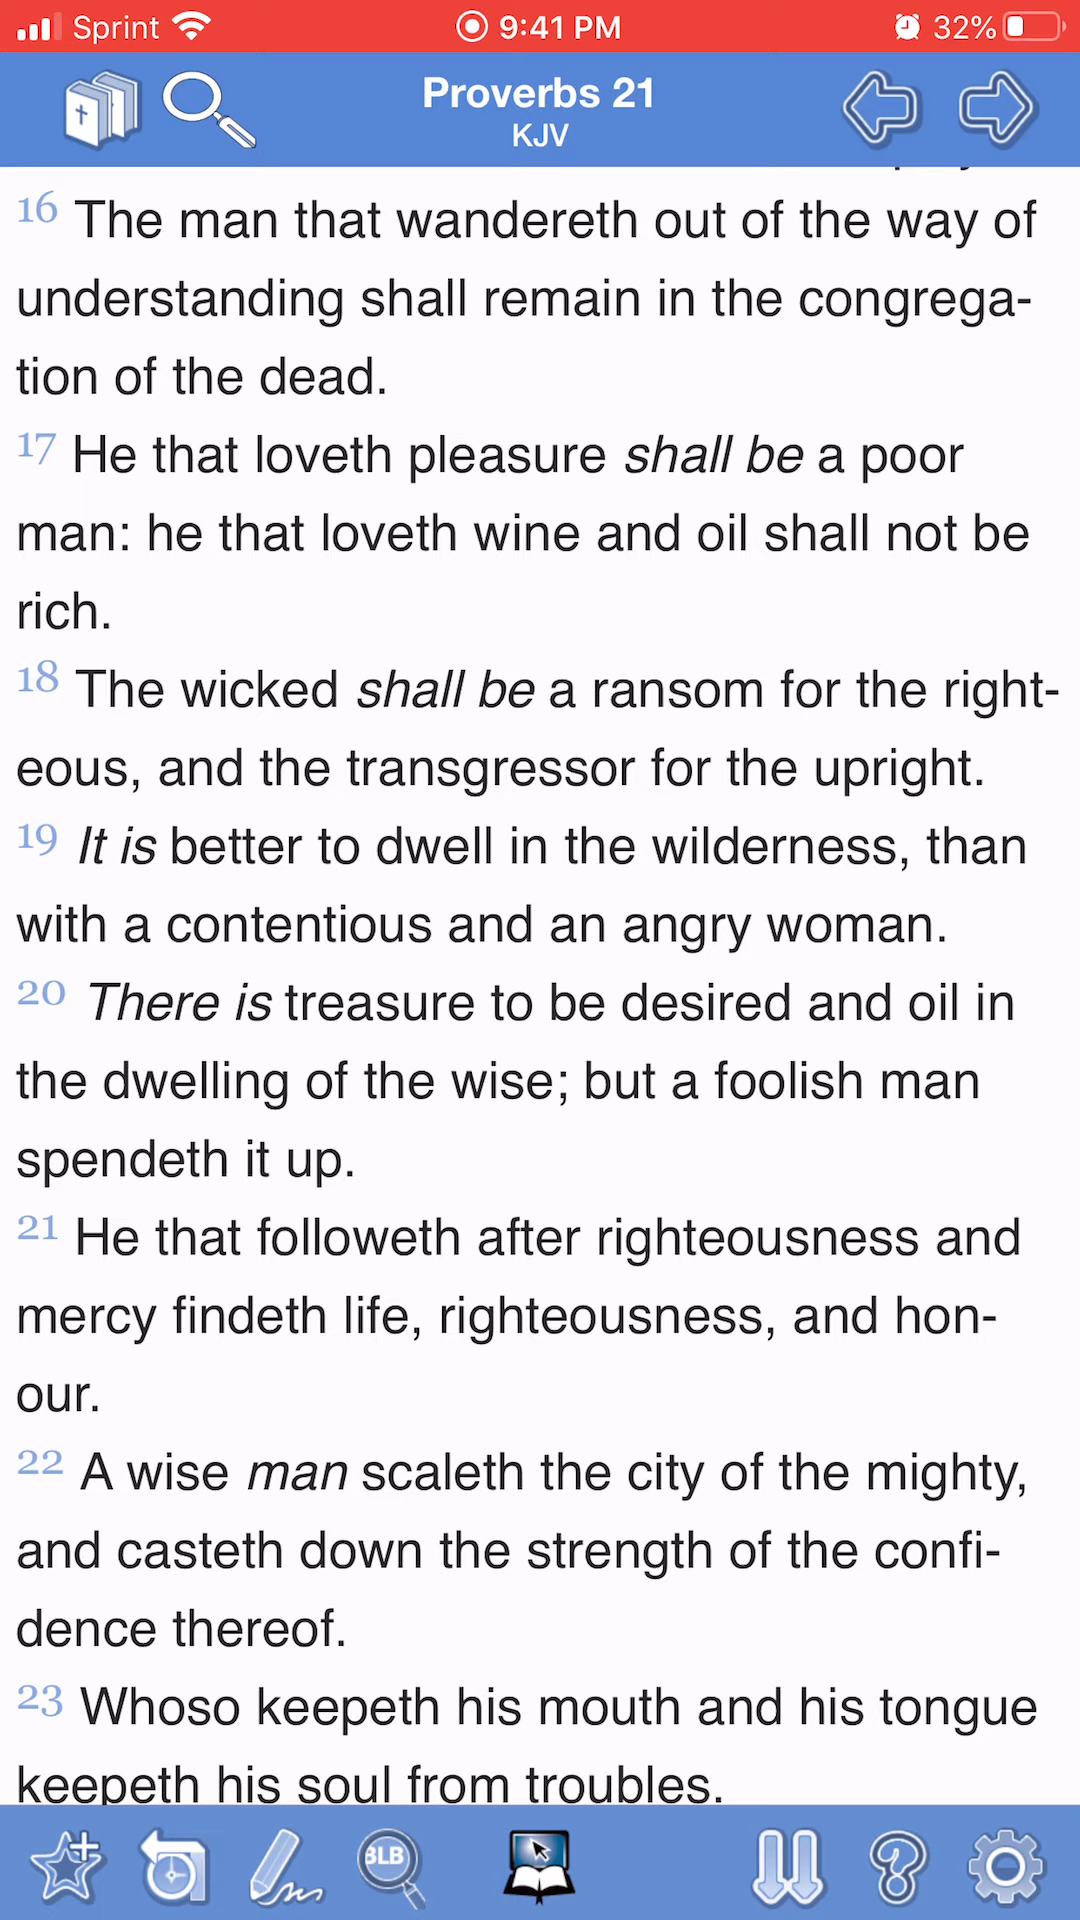 Sprint 9:41 PM 32%
Proverbs 21
KJV
16 The man that wandereth out of the way of
understanding shall remain in the congrega-
tion of the dead.
17 He that loveth pleasure shall be a poor
man: he that loveth wine and oil shall not be
rich.
18 The wicked shall be a ransom for the right-
eous, and the transgressor for the upright.
19 It is better to dwell in the wilderness, than
with a contentious and an angry woman.
20 There is treasure to be desired and oil in
the dwelling of the wise; but a foolish man
spendeth it up.
21 He that followeth after righteousness and
mercy findeth life, righteousness, and hon-
our.
22 A wise man scaleth the city of the mighty,
and casteth down the strength of the confi-
dence thereof.
23 Whoso keepeth his mouth and his tongue
keepeth his soul from troubles.
BLB